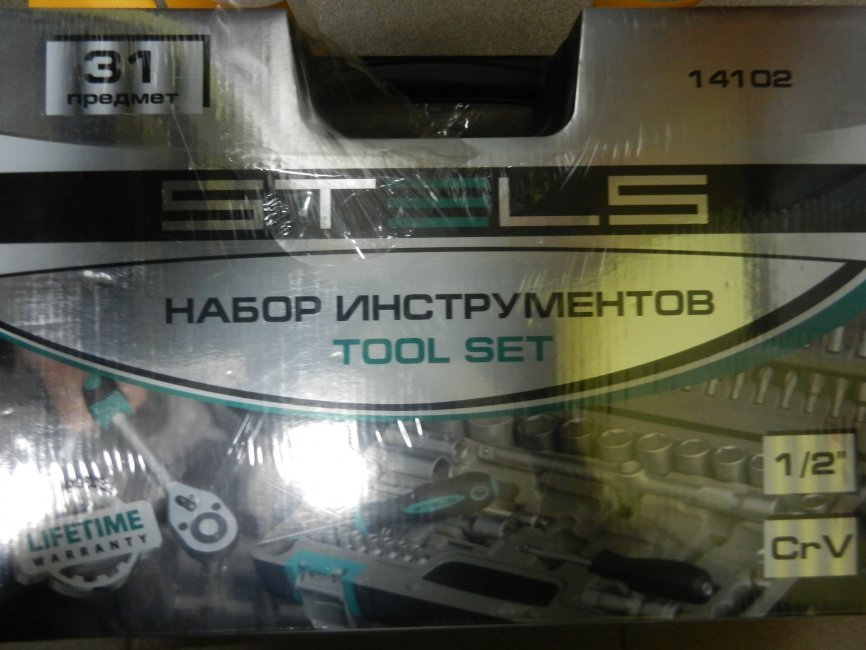 31
предмет
14102
STELS
НАБОР ИНСТРУМЕНТОВ
TOOL SET
1/2"
LIFETIME
WARRANTY
CrV